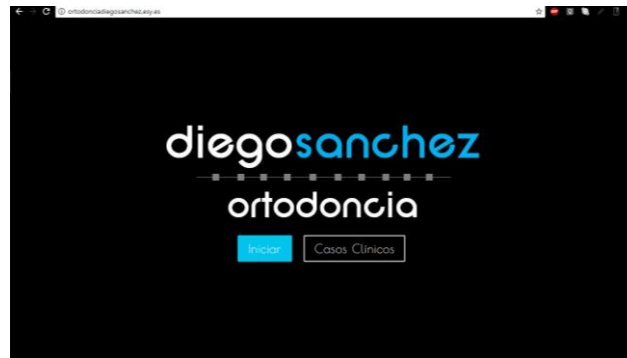 ortodonciadiegosanchez.esy.es
diegosanchez
ortodoncia
Iniciar
Casos Clínicos